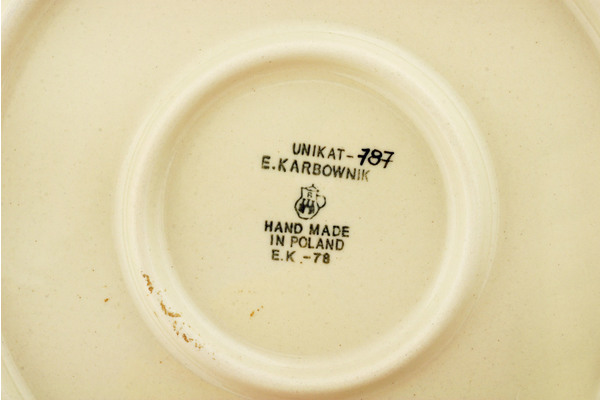 UNIKAT-787
E.KARBOWNIK
HAND MADE
IN POLAND
E.K.-78